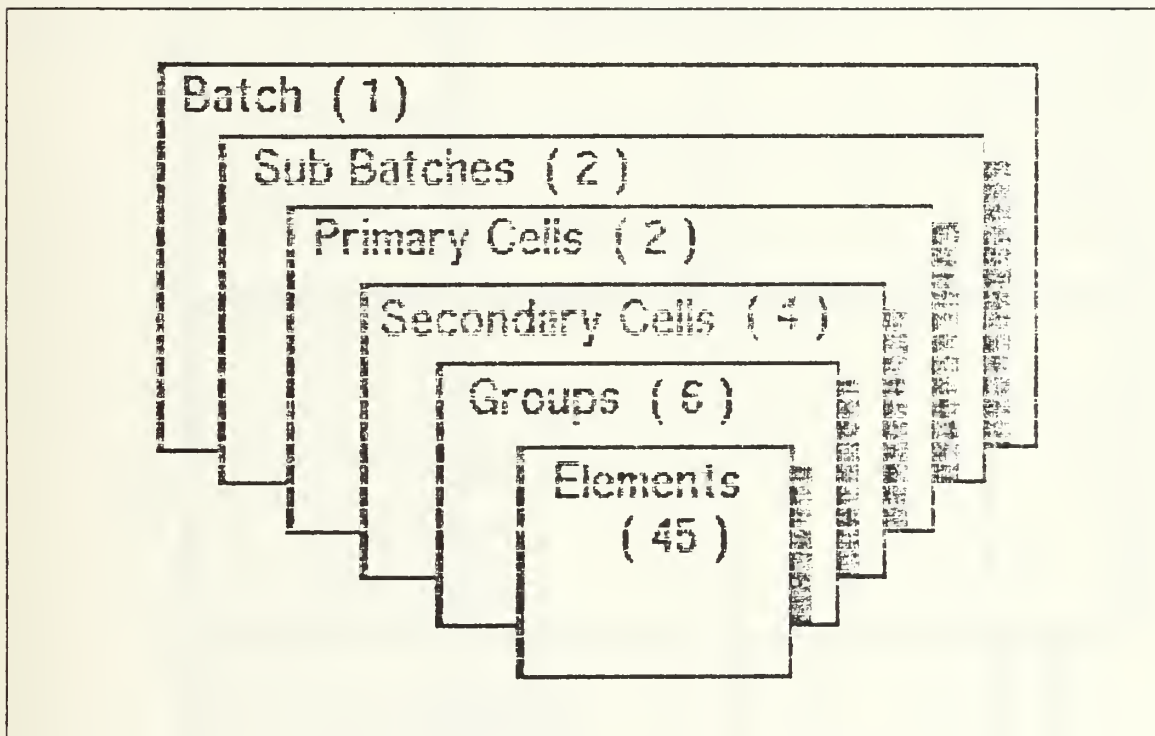 Batch (1)
Sub Batches (2)
Primary Cells (2)
Secondary Cells (4)
Groups (6)
Elements
(45)